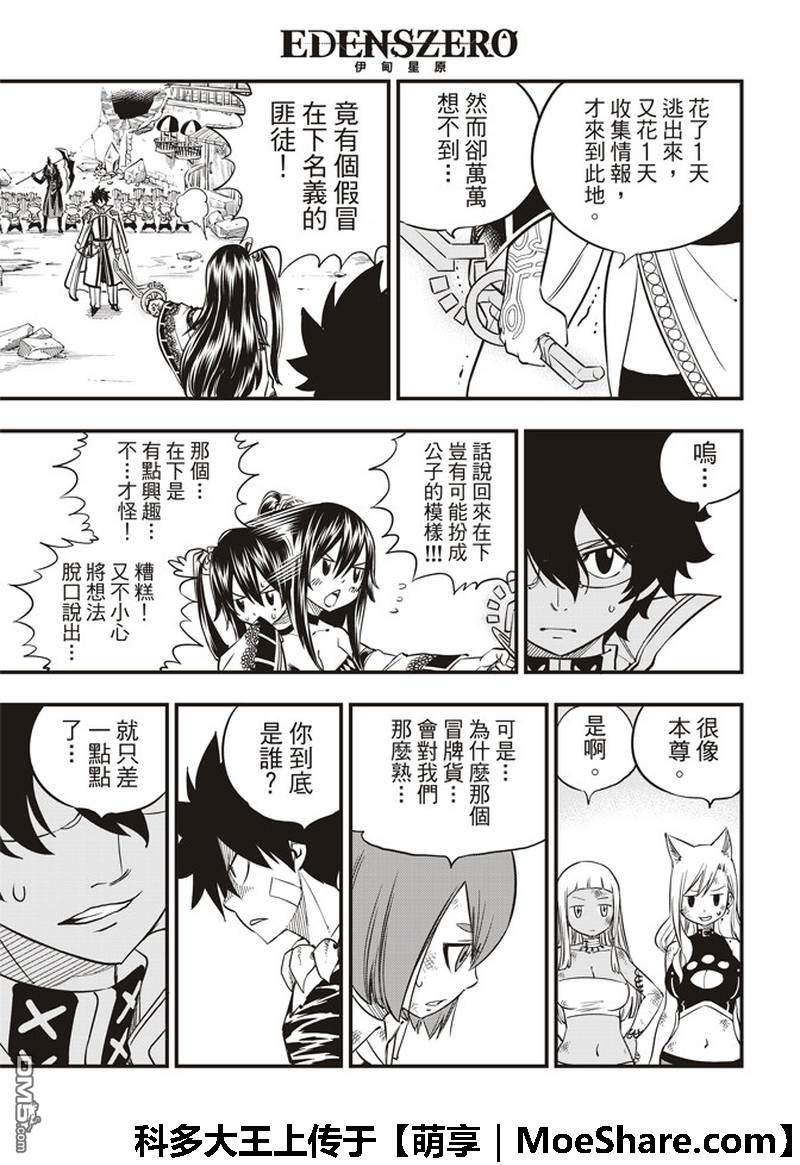 EDENSZERO
伊甸星原
花了1天
逃出來，
又花1天
收集情報，
才來到此地。
然而卻萬萬
想不到…
竟有個假冒
在下名義的
匪徒！
嗚…
話說回來在下
豈有可能扮成
公子的模樣!!!
那個…
在下是
有點興趣…
不…才怪！
糟糕！
又不小心
將想法
脫口說出…
很像
本尊。
是啊。
可是…
為什麼那個
冒牌貨…
會對我們
那麼熟…
你到底
是誰？
就只差
一點點
了…
DM5.com
科多大王上传于【萌享 | MoeShare.com】